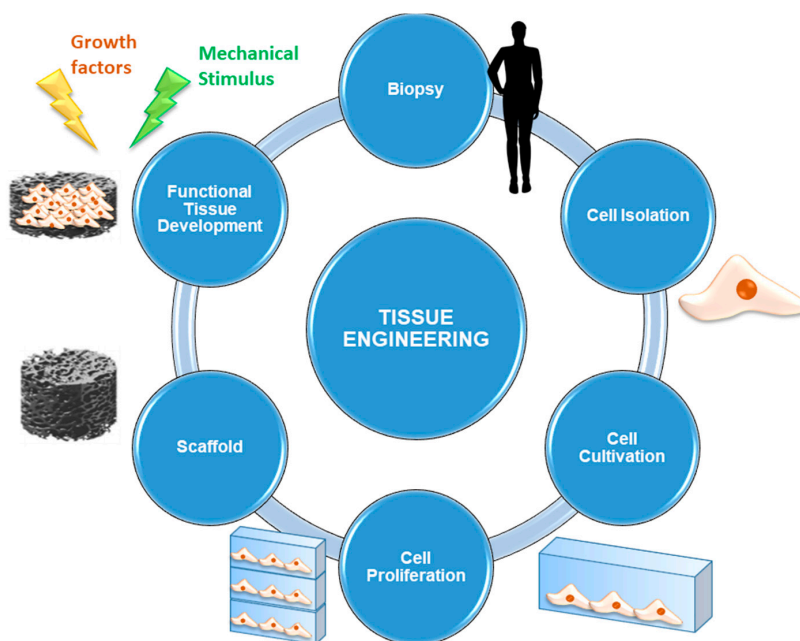 Growth
factors
Mechanical
Stimulus
Biopsy
Functional
Tissue
Development
Cell Isolation
TISSUE
ENGINEERING
Scaffold
Cell
Cultivation
Cell
Proliferation